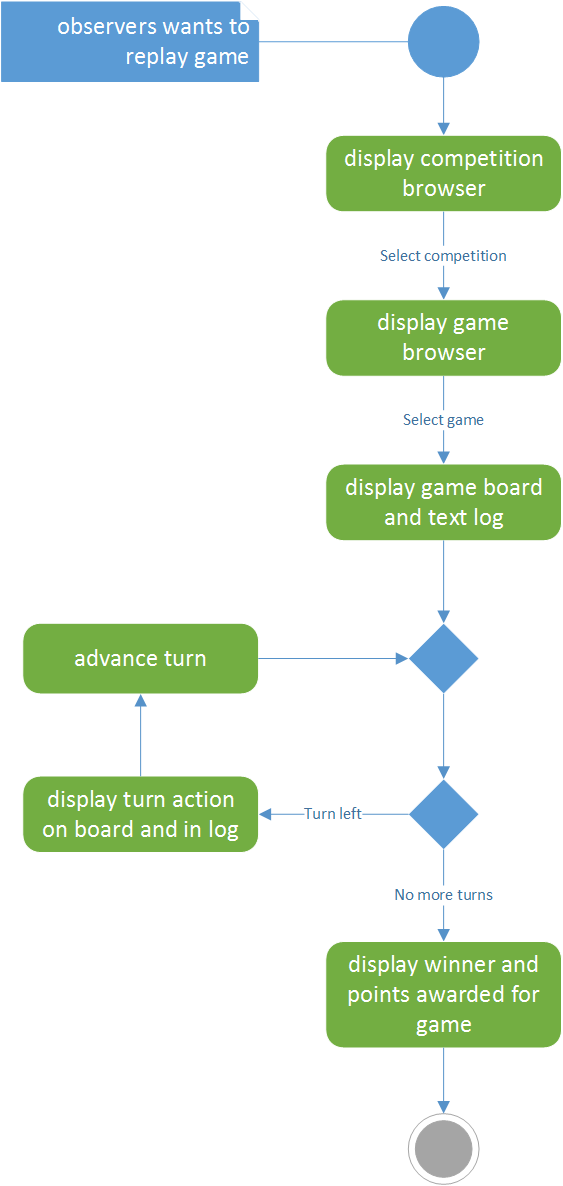 observers wants to
replay game
display competition
browser
Select competition
display game
browser
Select game
display game board
and text log
advance turn
display turn action
on board and in log
Turn left
No more turns
display winner and
points awarded for
game